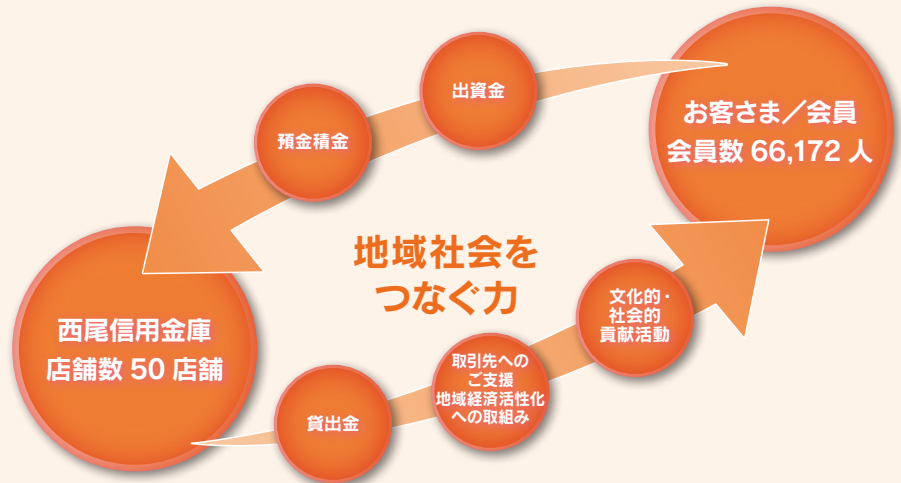 出資金
預金積金
お客さま／会員
会員数 66,172 人
地域社会を
つなぐ力
西尾信用金庫
店舗数 50 店舗
文化的・
社会的
貢献活動
取引先への
ご支援
地域経済活性化
への取組み
貸出金